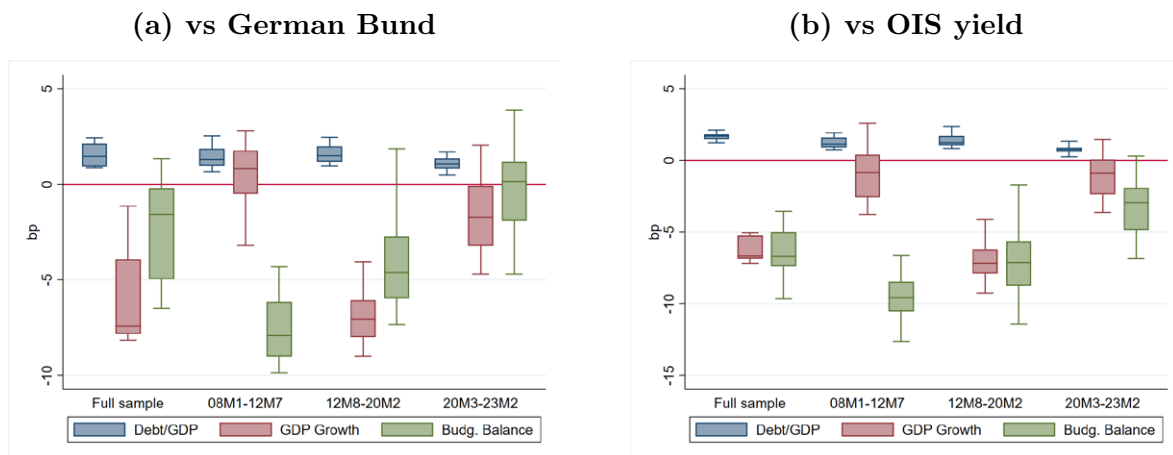 (a) vs German Bund
5
0
-5
-10
bp
Full sample 08M1-12M7 12M8-20M2 20M3-23M2
Debt/GDP GDP Growth Budg. Balance
(b) vs OIS yield
5
0
-5
-10
-15
bp
Full sample 08M1-12M7 12M8-20M2 20M3-23M2
Debt/GDP GDP Growth Budg. Balance